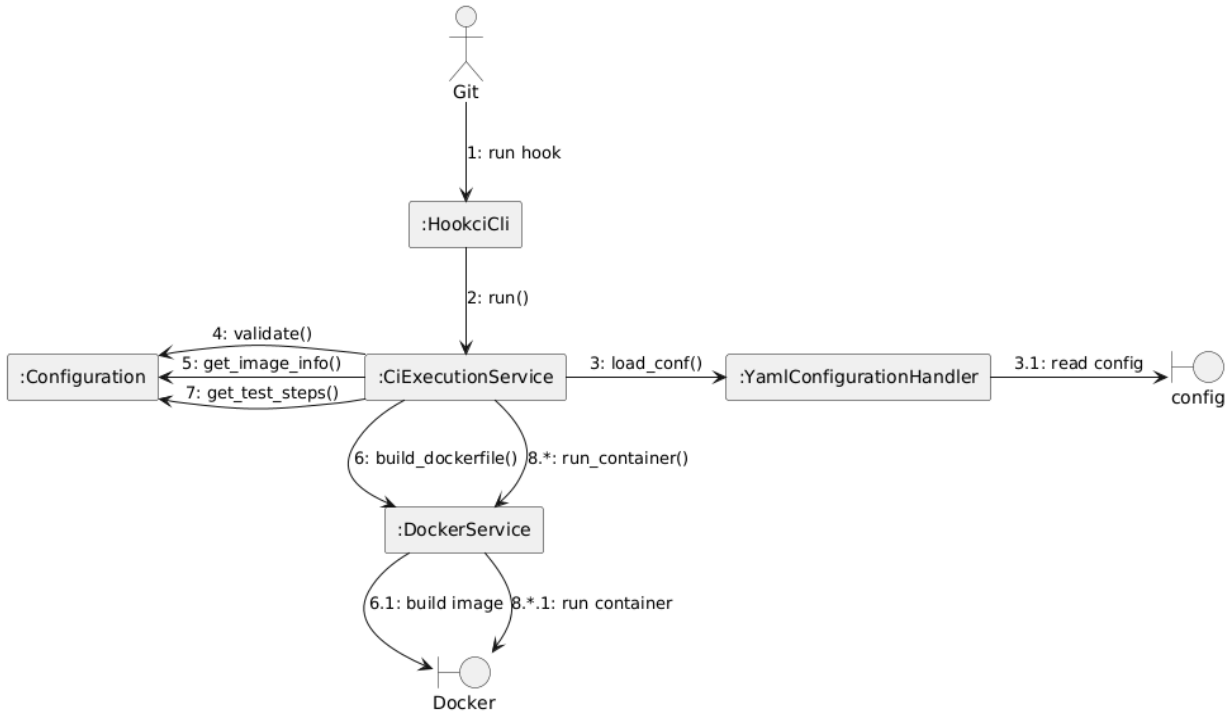 Git
1: run hook
:HookciCli
2: run()
4: validate()
:Configuration
5: get_image_info()
:CiExecutionService
3: load_conf()
:YamlConfigurationHandler
3.1: read config
config
7: get_test_steps()
6: build_dockerfile()
8.*: run_container()
:DockerService
6.1: build image
8.*.1: run container
Docker